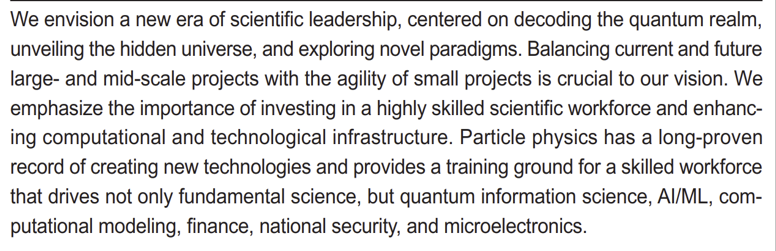 We envision a new era of scientific leadership, centered on decoding the quantum realm,
unveiling the hidden universe, and exploring novel paradigms. Balancing current and future
large- and mid-scale projects with the agility of small projects is crucial to our vision. We
emphasize the importance of investing in a highly skilled scientific workforce and enhanc-
ing computational and technological infrastructure. Particle physics has a long-proven
record of creating new technologies and provides a training ground for a skilled workforce
that drives not only fundamental science, but quantum information science, AI/ML, com-
putational modeling, finance, national security, and microelectronics.